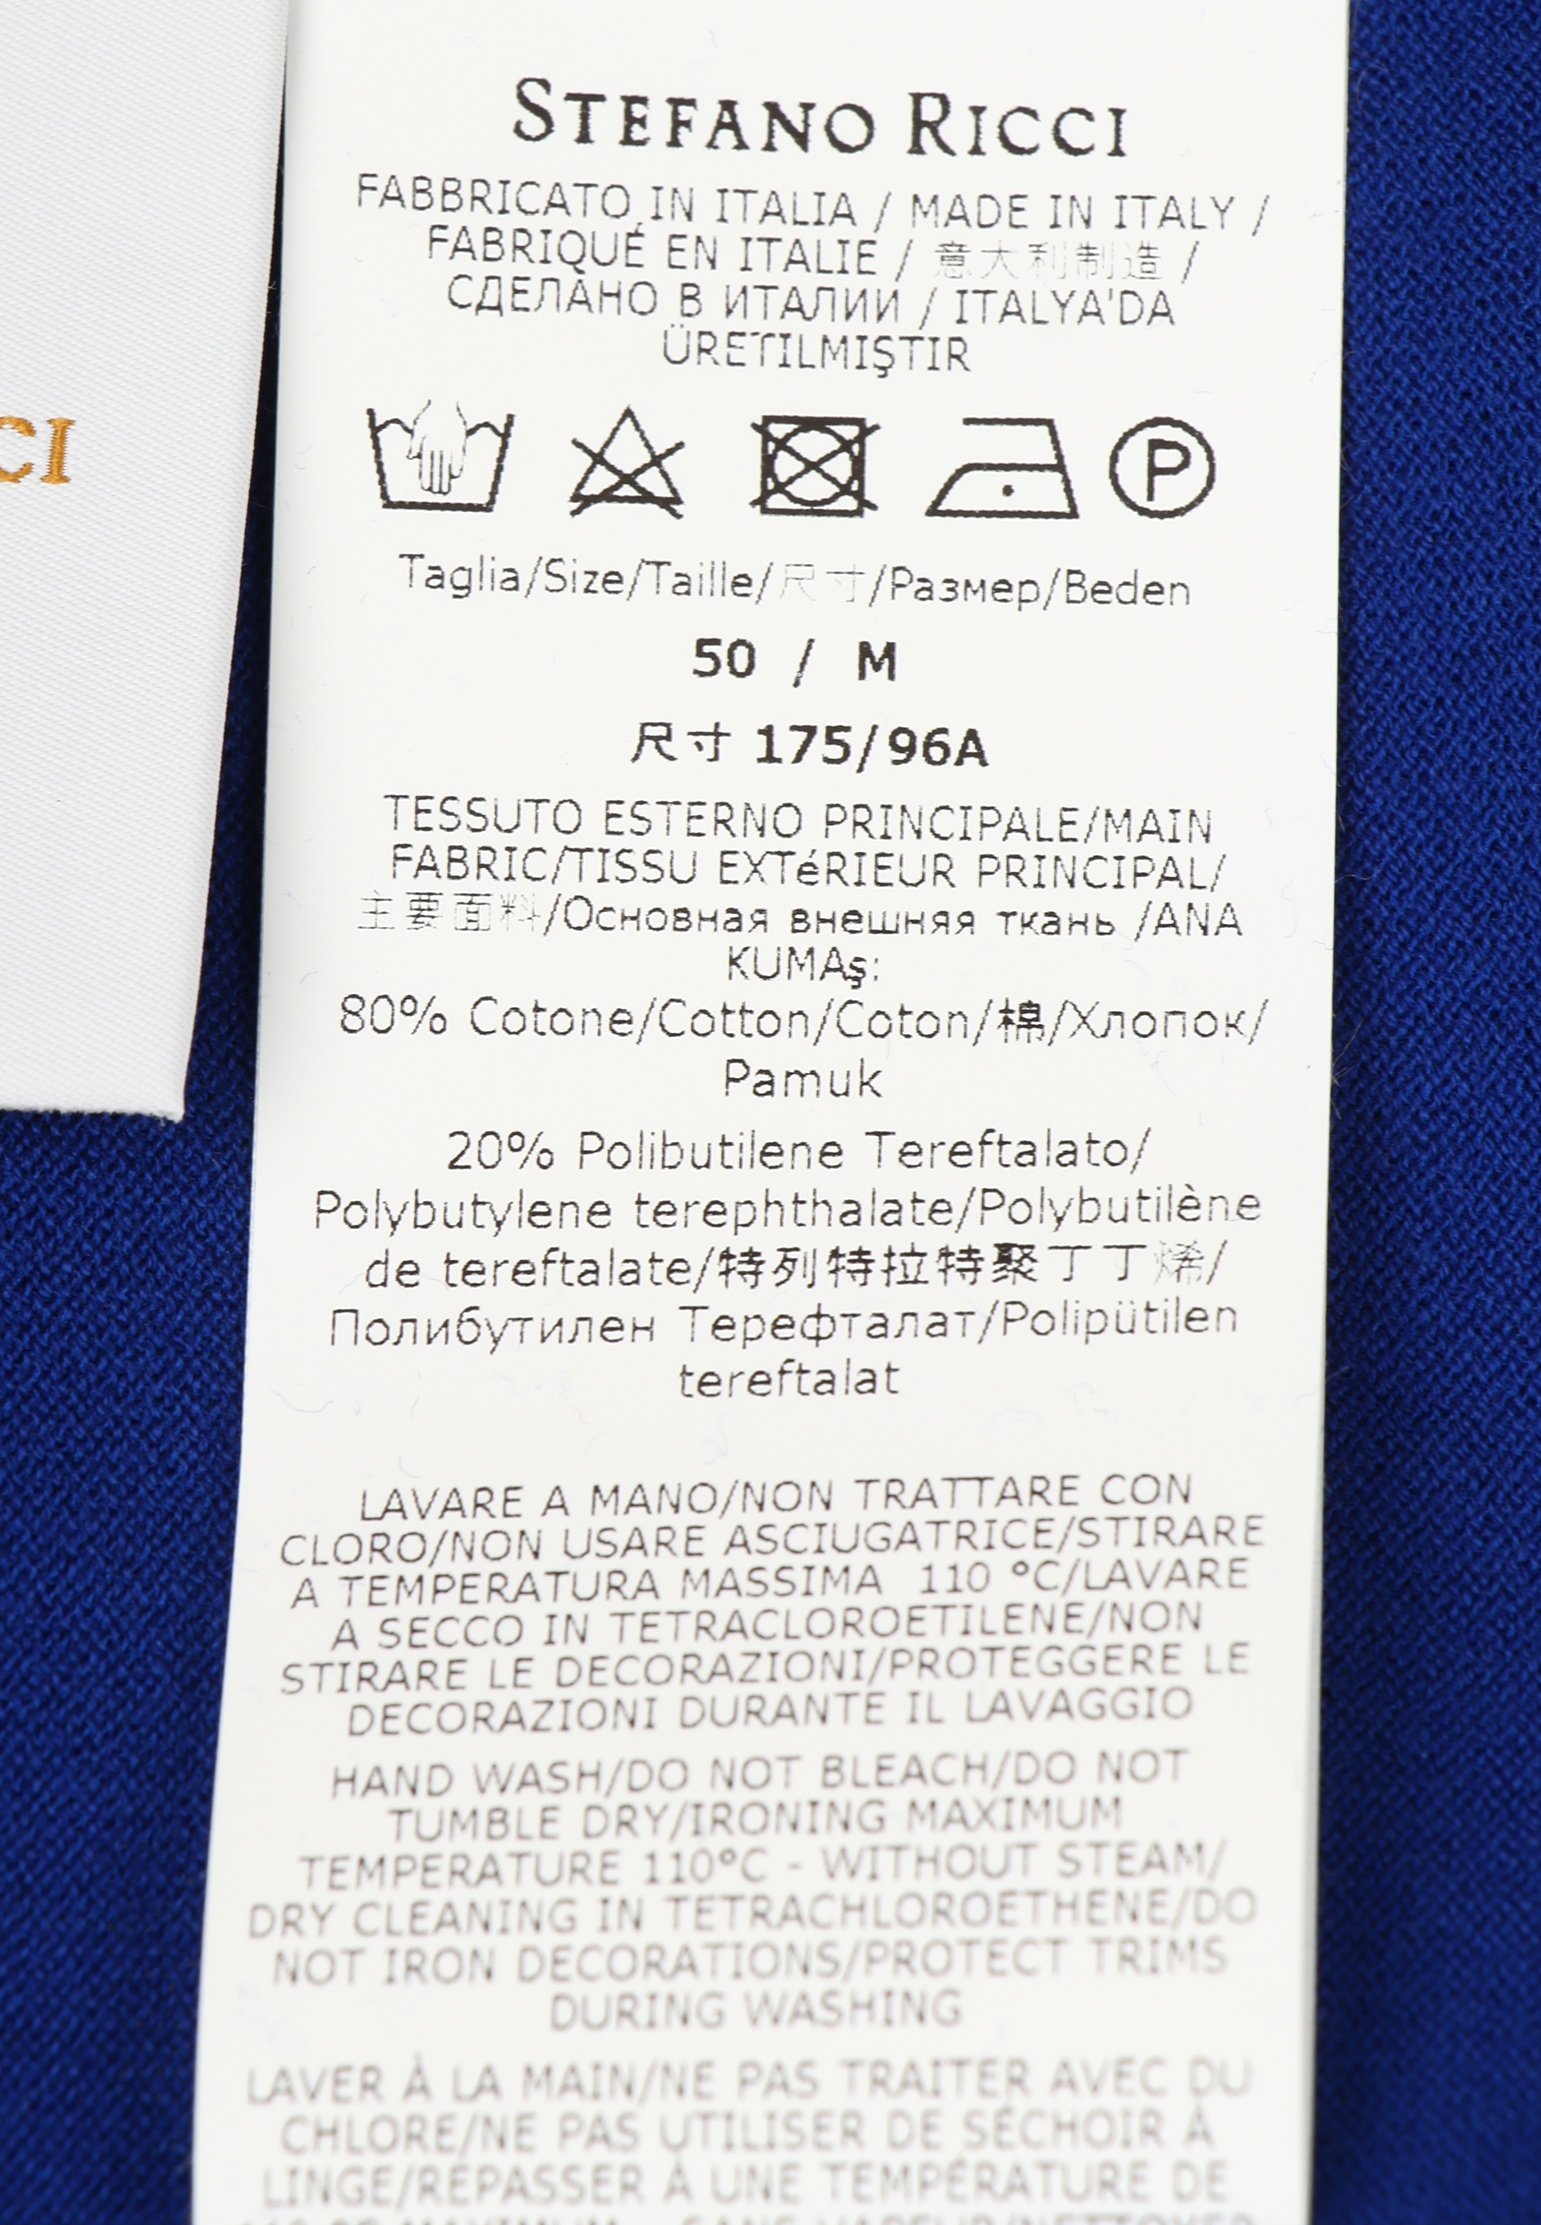 CI
STEFANO RICCI
FABBRICATO IN ITALIA / MADE IN ITALY /
FABRIQUÉ EN ITALIE / 意大利制造 /
СДЕЛАНО В ИТАЛИИ / ITALYA'DA
ÜRETILMIŞTIR
P
Taglia/Size/Taille/尺寸/Размер/Beden
50 / M
尺寸 175/96A
TESSUTO ESTERNO PRINCIPALE/MAIN
FABRIC/TISSU EXTéRIEUR PRINCIPAL/
主要面料/Основная внешняя ткань /ANA
KUMAş:
80% Cotone/Cotton/Coton/棉/Хлопок/
Pamuk
20% Polibutilene Tereftalato/
Polybutylene terephthalate/Polybutilène
de tereftalate/特列特拉特聚丁丁烯/
Полибутилен Терефталат/Polipütilen
tereftalat
LAVARE A MANO/NON TRATTARE CON
CLORO/NON USARE ASCIUGATRICE/STIRARE
A TEMPERATURA MASSIMA 110 °C/LAVARE
A SECCO IN TETRACLOROETILENE/NON
STIRARE LE DECORAZIONI/PROTEGGERE LE
DECORAZIONI DURANTE IL LAVAGGIO
HAND WASH/DO NOT BLEACH/DO NOT
TUMBLE DRY/IRONING MAXIMUM
TEMPERATURE 110°C - WITHOUT STEAM/
DRY CLEANING IN TETRACHLOROETHENE/DO
NOT IRON DECORATIONS/PROTECT TRIMS
DURING WASHING
LAVER À LA MAIN/NE PAS TRAITER AVEC DU
CHLORE/NE PAS UTILISER DE SÉCHOIR À
LINGE/REPASSER À UNE TEMPÉRATURE DE